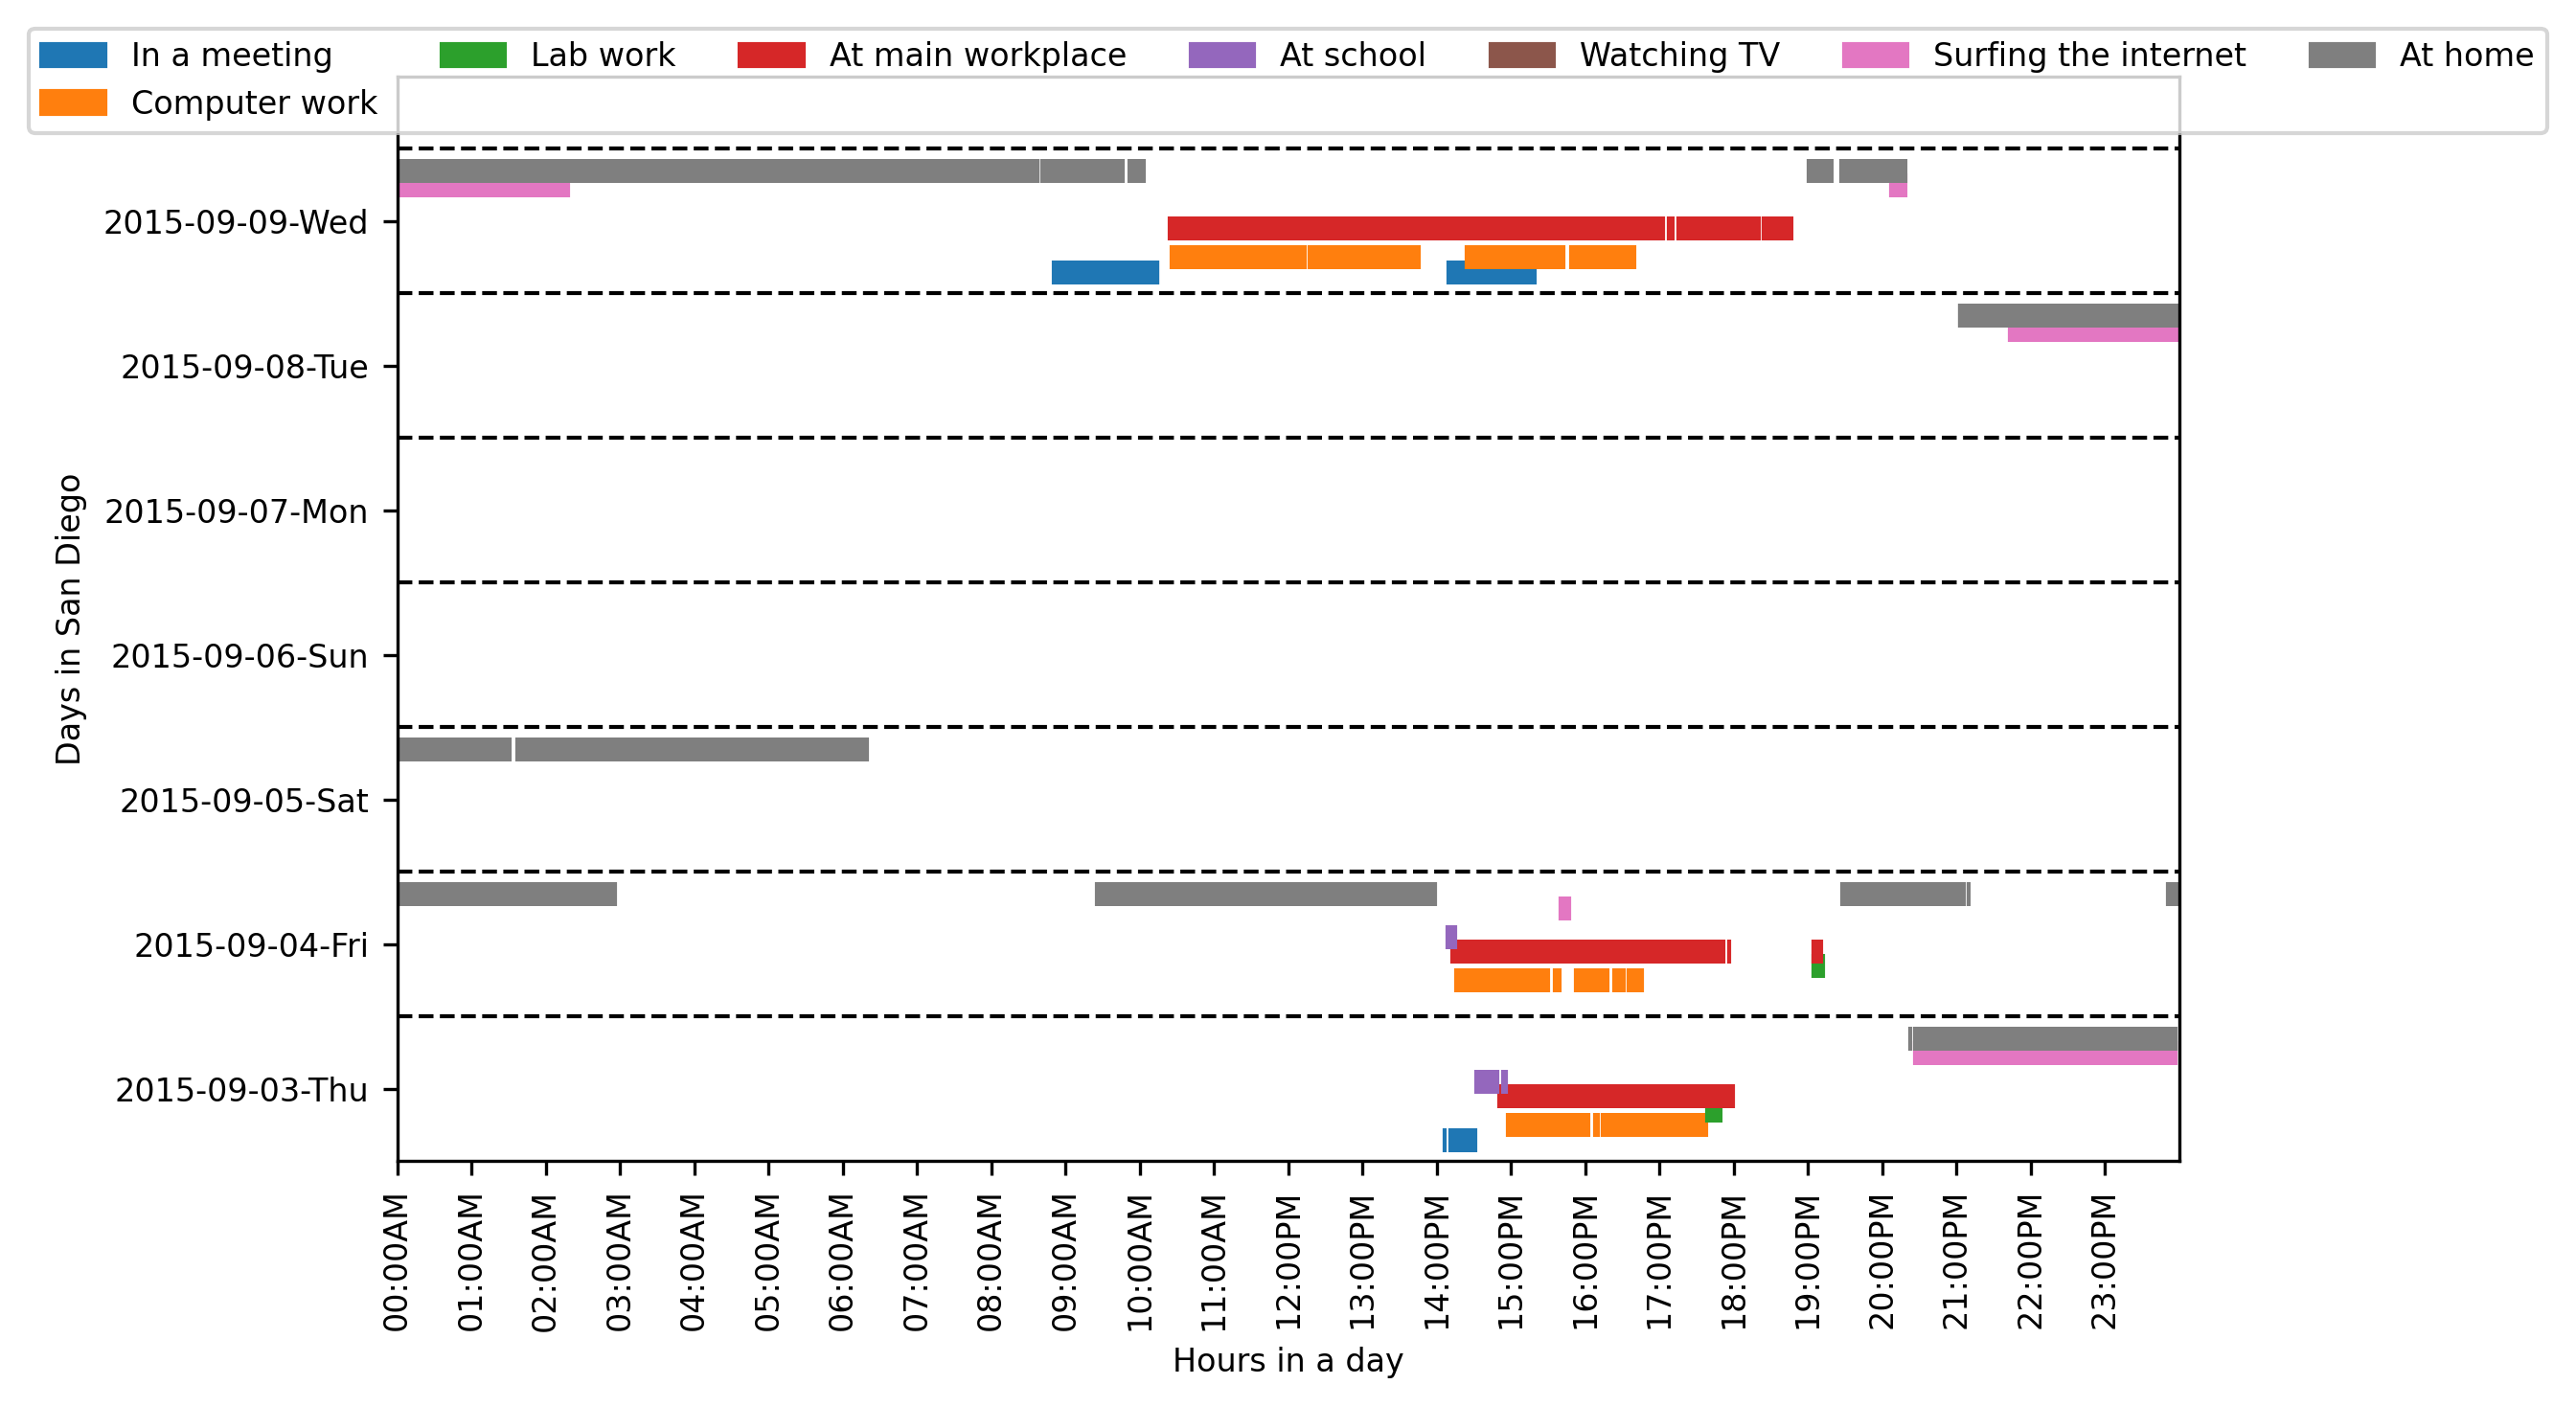 In a meeting
Computer work
Lab work
At main workplace
At school
Watching TV
Surfing the internet
At home
Days in San Diego
2015-09-09-Wed
2015-09-08-Tue
2015-09-07-Mon
2015-09-06-Sun
2015-09-05-Sat
2015-09-04-Fri
2015-09-03-Thu
00:00AM
01:00AM
02:00AM
03:00AM
04:00AM
05:00AM
06:00AM
07:00AM
08:00AM
09:00AM
10:00AM
11:00AM
12:00PM
13:00PM
14:00PM
15:00PM
16:00PM
17:00PM
18:00PM
19:00PM
20:00PM
21:00PM
22:00PM
23:00PM
Hours in a day